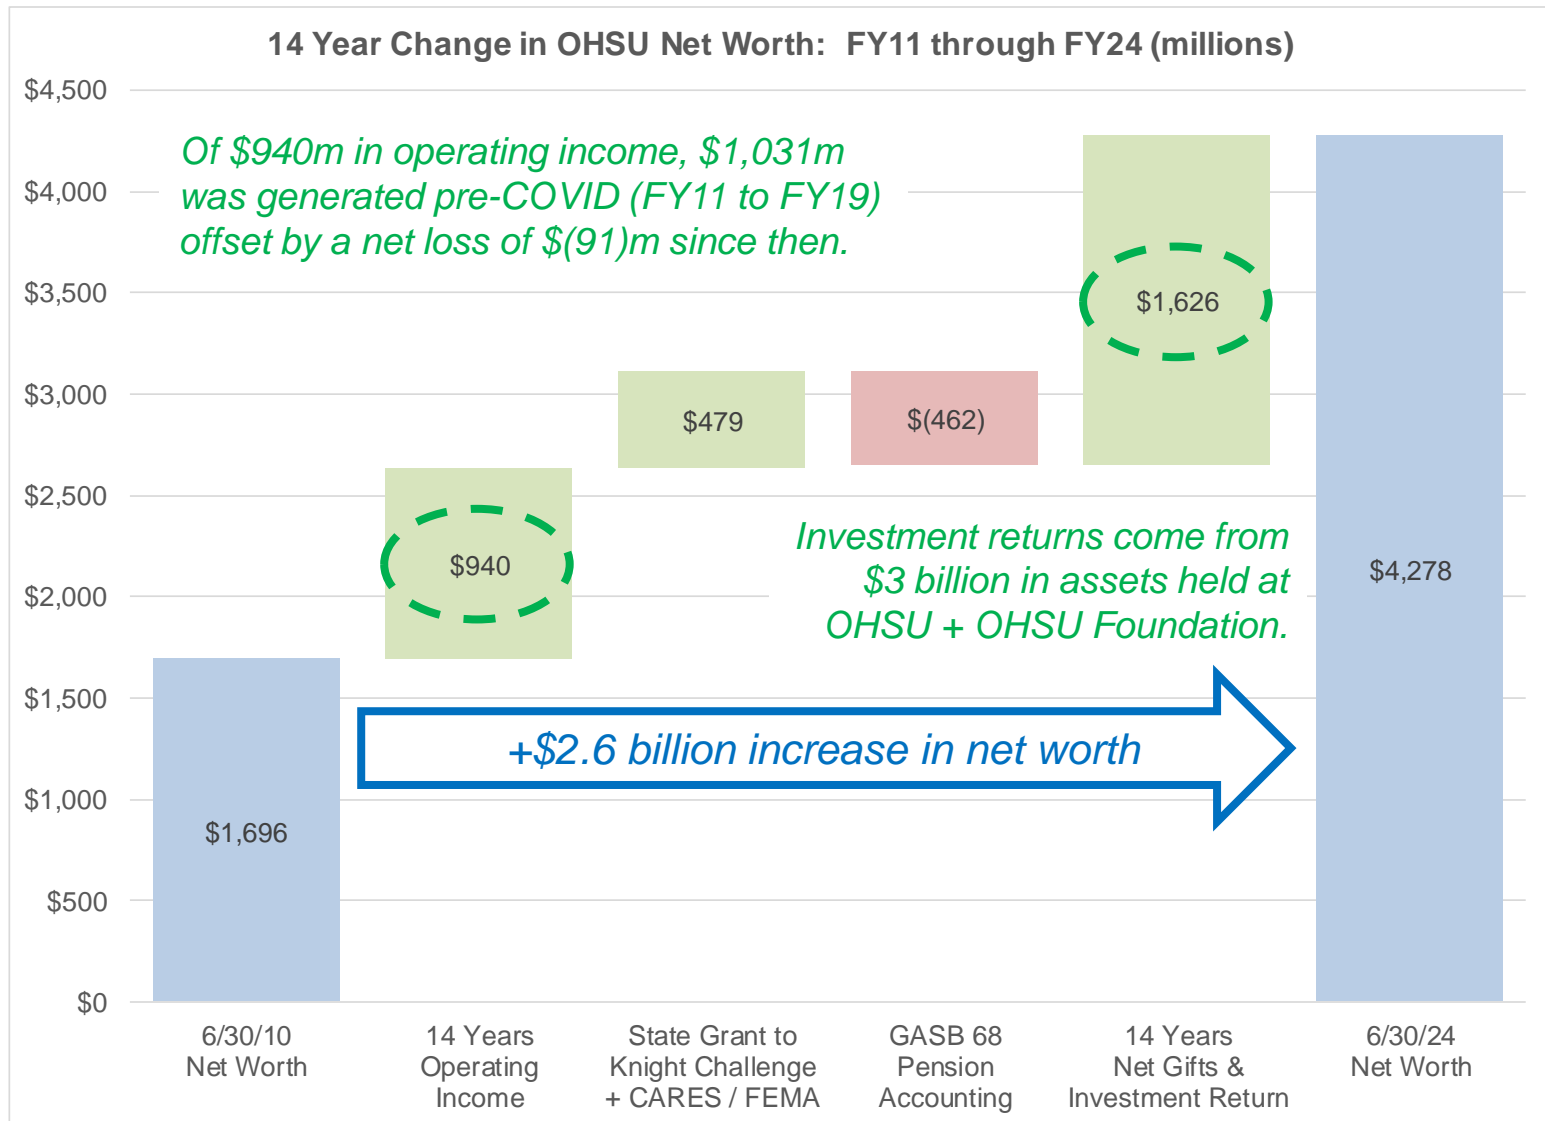 14 Year Change in OHSU Net Worth: FY11 through FY24 (millions)
$4,500
$4,000
$3,500
$3,000
$2,500
$2,000
$1,500
$1,000
$500
$0
Of $940m in operating income, $1,031m
was generated pre-COVID (FY11 to FY19)
offset by a net loss of $(91)m since then.
$1,626
$479
$(462)
$940
Investment returns come from
$3 billion in assets held at
OHSU + OHSU Foundation.
$4,278
+$2.6 billion increase in net worth
$1,696
6/30/10
Net Worth
14 Years
Operating
Income
State Grant to
Knight Challenge
+ CARES / FEMA
GASB 68
Pension
Accounting
14 Years
Net Gifts &
Investment Return
6/30/24
Net Worth